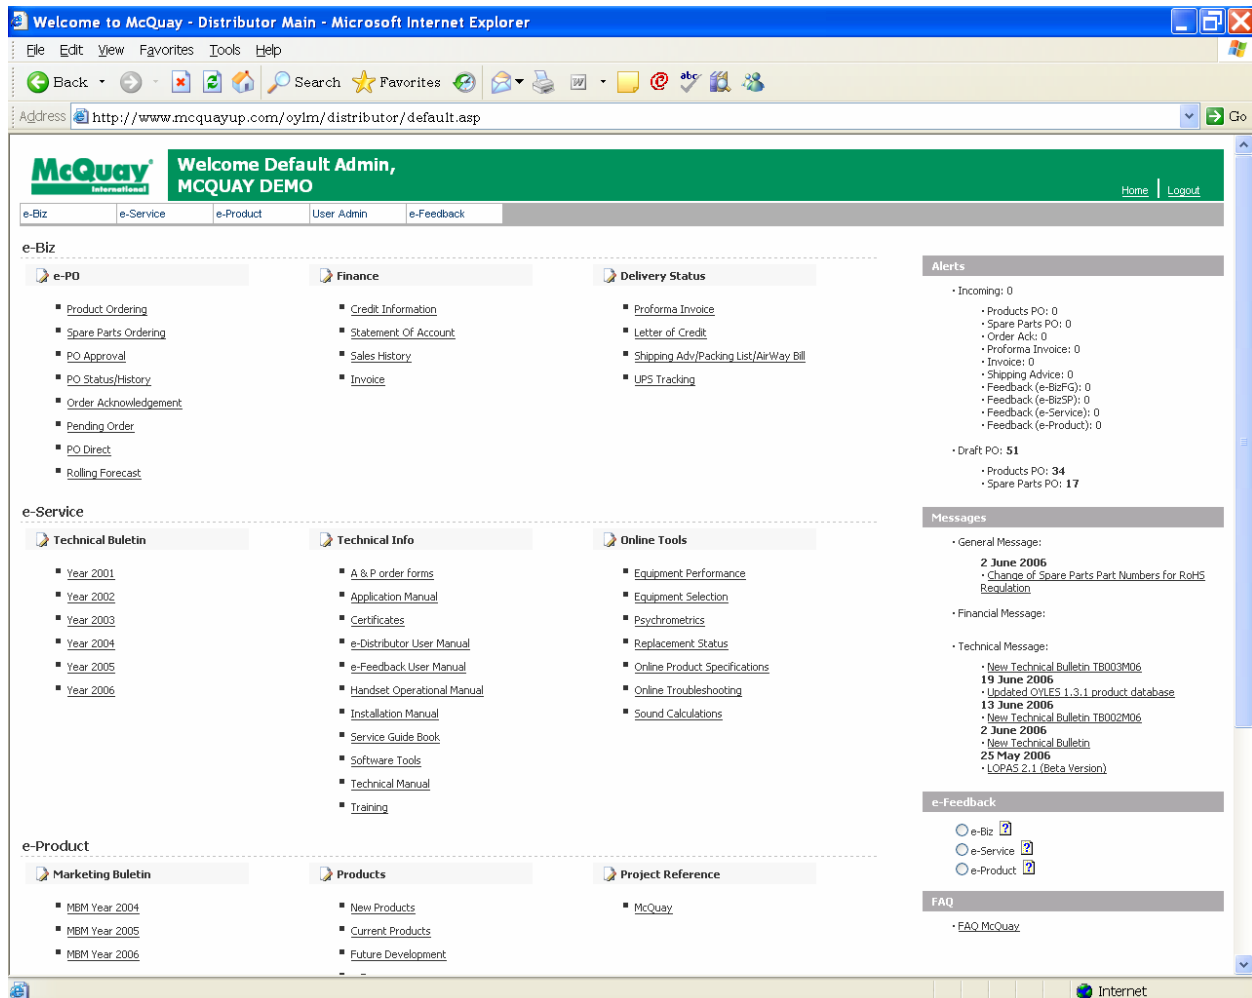 Welcome to McQuay - Distributor Main - Microsoft Internet Explorer
File Edit View Favorites Tools Help
Back Search Favorites
Address http://www.mcquayup.com/oylm/distributor/default.asp Go
McQuay International
Welcome Default Admin,
MCQUAY DEMO
Home Logout
e-Biz e-Service e-Product User Admin e-Feedback
e-Biz
e-PO
Product Ordering
Spare Parts Ordering
PO Approval
PO Status/History
Order Acknowledgement
Pending Order
PO Direct
Rolling Forecast
Finance
Credit Information
Statement Of Account
Sales History
Invoice
Delivery Status
Proforma Invoice
Letter of Credit
Shipping Adv/Packing List/AirWay Bill
UPS Tracking
e-Service
Technical Buletin
Year 2001
Year 2002
Year 2003
Year 2004
Year 2005
Year 2006
Technical Info
A & P order forms
Application Manual
Certificates
e-Distributor User Manual
e-Feedback User Manual
Handset Operational Manual
Installation Manual
Service Guide Book
Software Tools
Technical Manual
Training
Online Tools
Equipment Performance
Equipment Selection
Psychrometrics
Replacement Status
Online Product Specifications
Online Troubleshooting
Sound Calculations
e-Product
Marketing Buletin
MBM Year 2004
MBM Year 2005
MBM Year 2006
Products
New Products
Current Products
Future Development
Project Reference
McQuay
Alerts
Incoming: 0
Products PO: 0
Spare Parts PO: 0
Order Ack: 0
Proforma Invoice: 0
Invoice: 0
Shipping Advice: 0
Feedback (e-BizFG): 0
Feedback (e-BizSP): 0
Feedback (e-Service): 0
Feedback (e-Product): 0
Draft PO: 51
Products PO: 34
Spare Parts PO: 17
Messages
General Message:
2 June 2006
Change of Spare Parts Part Numbers for RoHS
Regulation
Financial Message:
Technical Message:
New Technical Bulletin TB003M06
19 June 2006
Updated OYLES 1.3.1 product database
13 June 2006
New Technical Bulletin TB002M06
2 June 2006
New Technical Bulletin
25 May 2006
LOPAS 2.1 (Beta Version)
e-Feedback
e-Biz
e-Service
e-Product
FAQ
FAQ McQuay
Internet